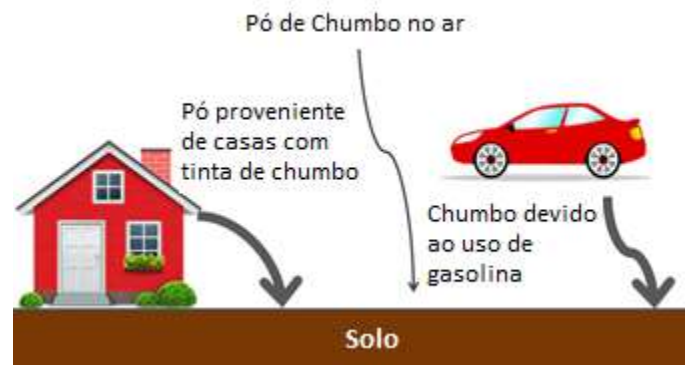 Pó de Chumbo no ar
Pó proveniente
de casas com
tinta de chumbo
Chumbo devido
ao uso de
gasolina
Solo